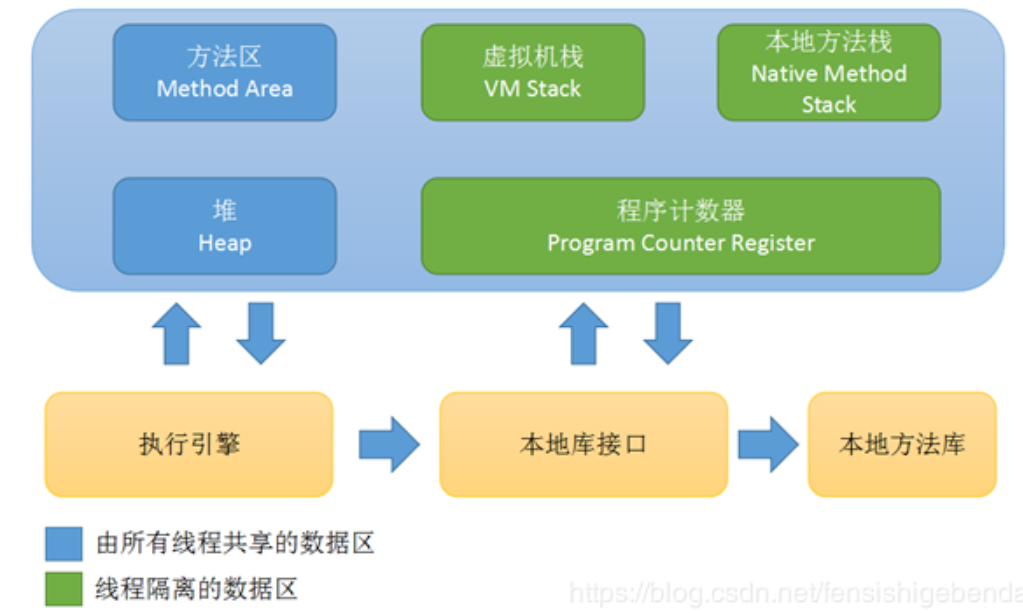 方法区
Method Area
虚拟机栈
VM Stack
本地方法栈
Native Method
Stack
堆
Heap
程序计数器
Program Counter Register
执行引擎
本地库接口
本地方法库
由所有线程共享的数据区
线程隔离的数据区
https://blog.csdn.net/fensishigebenda